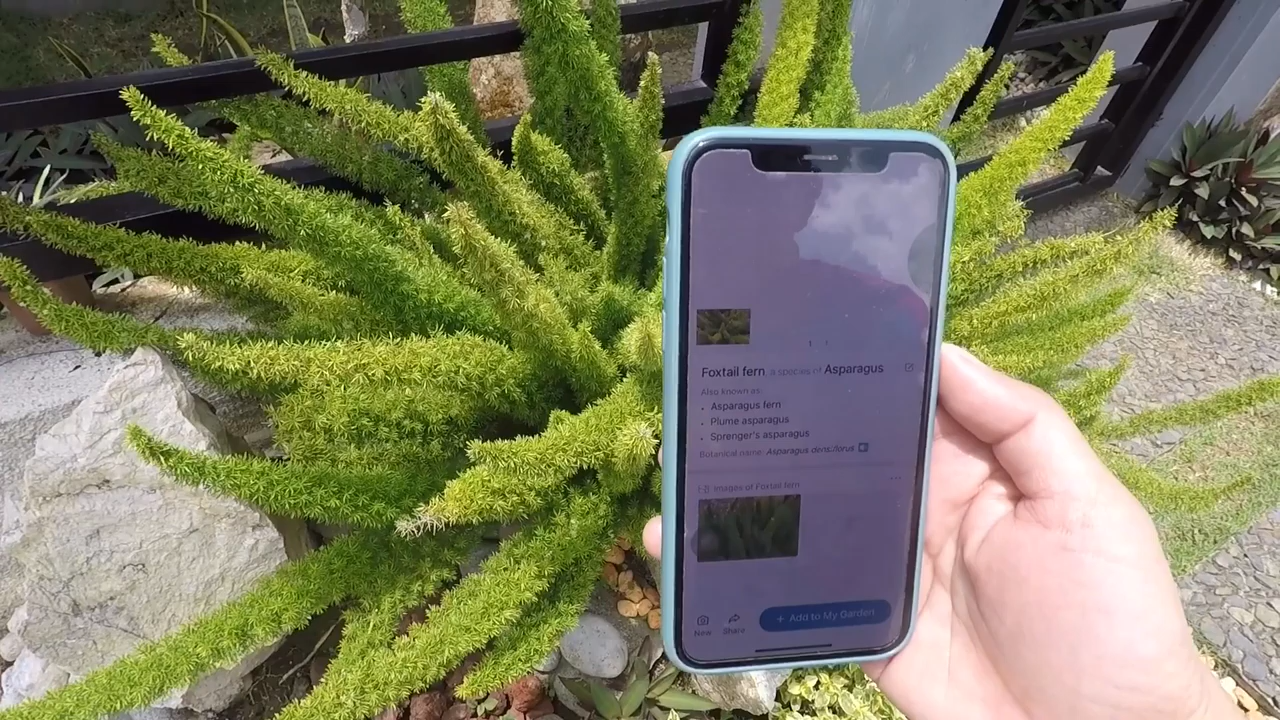 Foxtail fern, a species of Asparagus
Also known as:
• Asparagus fern
• Plume asparagus
• Sprenger's asparagus
Botanical name: Asparagus densiflorus
Images of Foxtail fern
+ Add to My Garden
New
Share